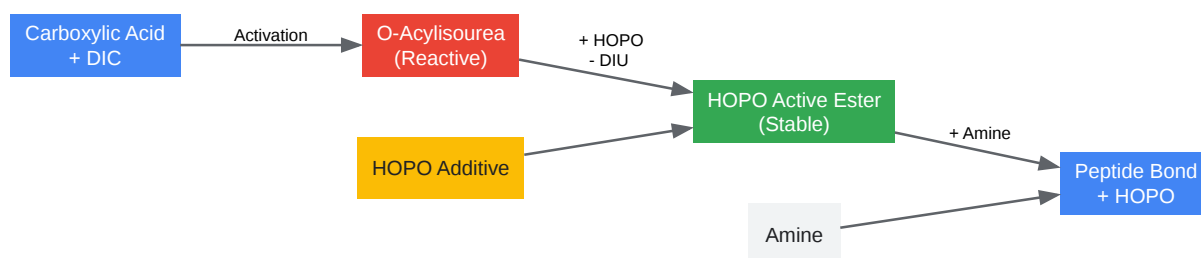 Carboxylic Acid
+ DIC
Activation
O-Acylisourea
(Reactive)
+ HOPO
- DIU
HOPO Additive
HOPO Active Ester
(Stable)
+ Amine
Amine
Peptide Bond
+ HOPO